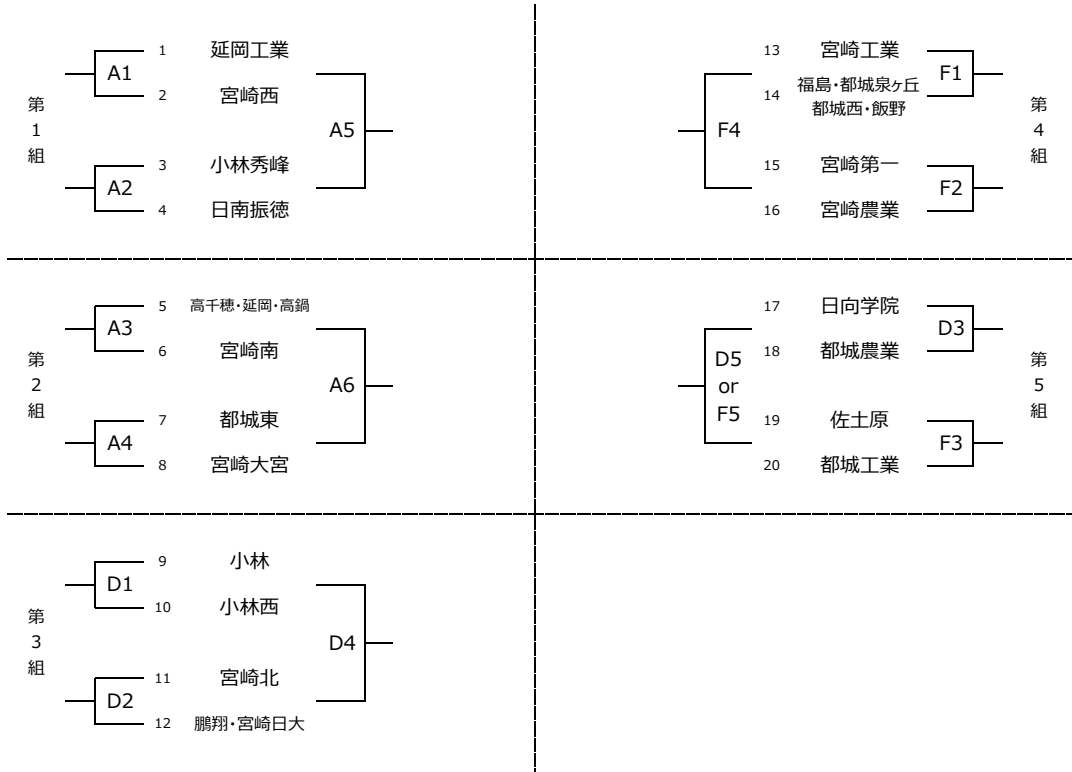 第1組
A1
1 延岡工業
2 宮崎西
A2
3 小林秀峰
4 日南振徳
A5
第2組
A3
5 高千穂・延岡・高鍋
6 宮崎南
A4
7 都城東
8 宮崎大宮
A6
第3組
D1
9 小林
10 小林西
D2
11 宮崎北
12 鵬翔・宮崎日大
D4
第4組
F4
13 宮崎工業
14 福島・都城泉ヶ丘
都城西・飯野
F1
15 宮崎第一
16 宮崎農業
F2
第5組
D5
or
F5
17 日向学院
18 都城農業
D3
19 佐土原
20 都城工業
F3